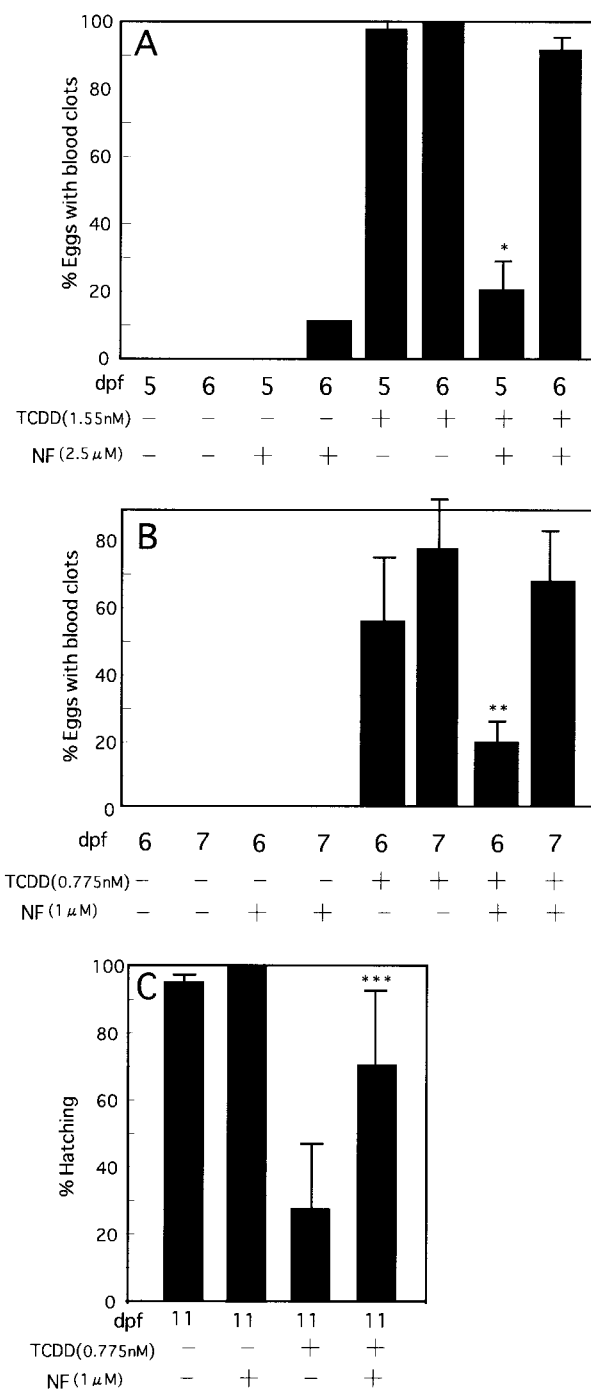 A
% Eggs with blood clots
100
80
60
40
20
0
*
dpf 5 6 5 6 5 6 5 6
TCDD(1.55nM) − − − − + + + +
NF (2.5μM) − − + + − − + +
B
% Eggs with blood clots
80
60
40
20
0
**
dpf 6 7 6 7 6 7 6 7
TCDD(0.775nM) − − − − + + + +
NF (1μM) − − + + − − + +
C
% Hatching
100
80
60
40
20
0
***
dpf 11 11 11 11
TCDD(0.775nM) − − + +
NF (1μM) − + − +